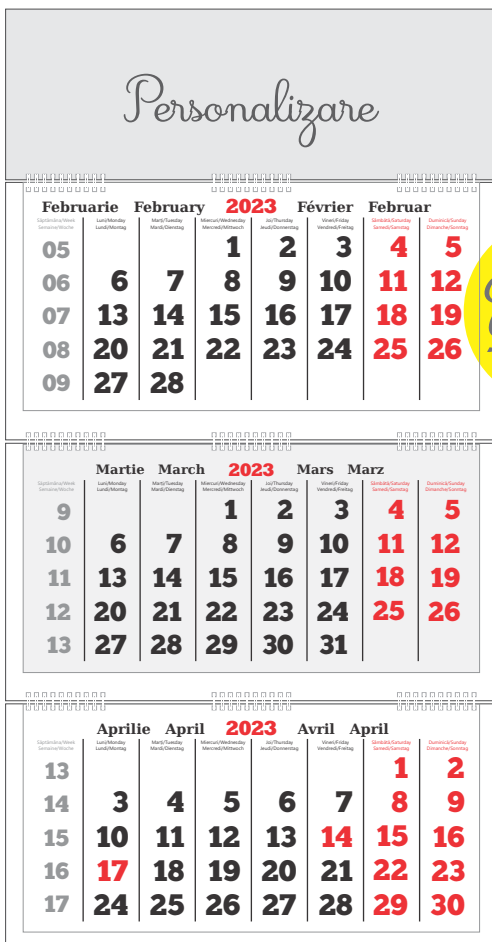 Personalizare
Februarie February 2023 Février Februar
Săptămâna/Week Luni/Monday Marți/Tuesday Miercuri/Wednesday Joi/Thursday Vineri/Friday Sâmbătă/Saturday Duminică/Sunday
Semaine/Woche Lundi/Montag Mardi/Dienstag Mercredi/Mittwoch Jeudi/Donnerstag Vendredi/Freitag Samedi/Samstag Dimanche/Sonntag
05 1 2 3 4 5
06 6 7 8 9 10 11 12
07 13 14 15 16 17 18 19
08 20 21 22 23 24 25 26
09 27 28
Martie March 2023 Mars Marz
Săptămâna/Week Luni/Monday Marți/Tuesday Miercuri/Wednesday Joi/Thursday Vineri/Friday Sâmbătă/Saturday Duminică/Sunday
Semaine/Woche Lundi/Montag Mardi/Dienstag Mercredi/Mittwoch Jeudi/Donnerstag Vendredi/Freitag Samedi/Samstag Dimanche/Sonntag
9 1 2 3 4 5
10 6 7 8 9 10 11 12
11 13 14 15 16 17 18 19
12 20 21 22 23 24 25 26
13 27 28 29 30 31
Aprilie April 2023 Avril April
Săptămâna/Week Luni/Monday Marți/Tuesday Miercuri/Wednesday Joi/Thursday Vineri/Friday Sâmbătă/Saturday Duminică/Sunday
Semaine/Woche Lundi/Montag Mardi/Dienstag Mercredi/Mittwoch Jeudi/Donnerstag Vendredi/Freitag Samedi/Samstag Dimanche/Sonntag
13 1 2
14 3 4 5 6 7 8 9
15 10 11 12 13 14 15 16
16 17 18 19 20 21 22 23
17 24 25 26 27 28 29 30